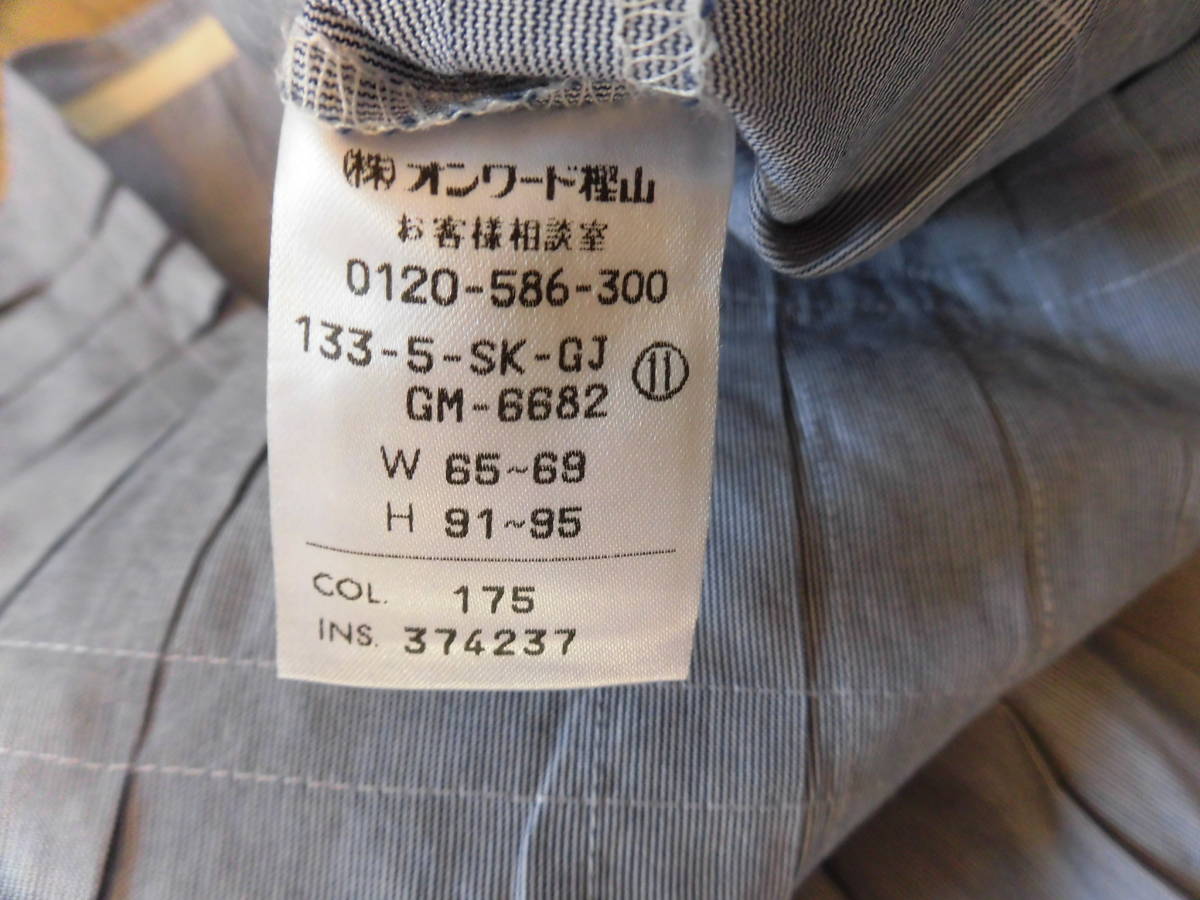 (株)オンワード樫山
お客様相談室
0120-586-300
133-5-SK-GJ
GM-6682 ⑪
W 65~69
H 91~95
COL. 175
INS. 374237